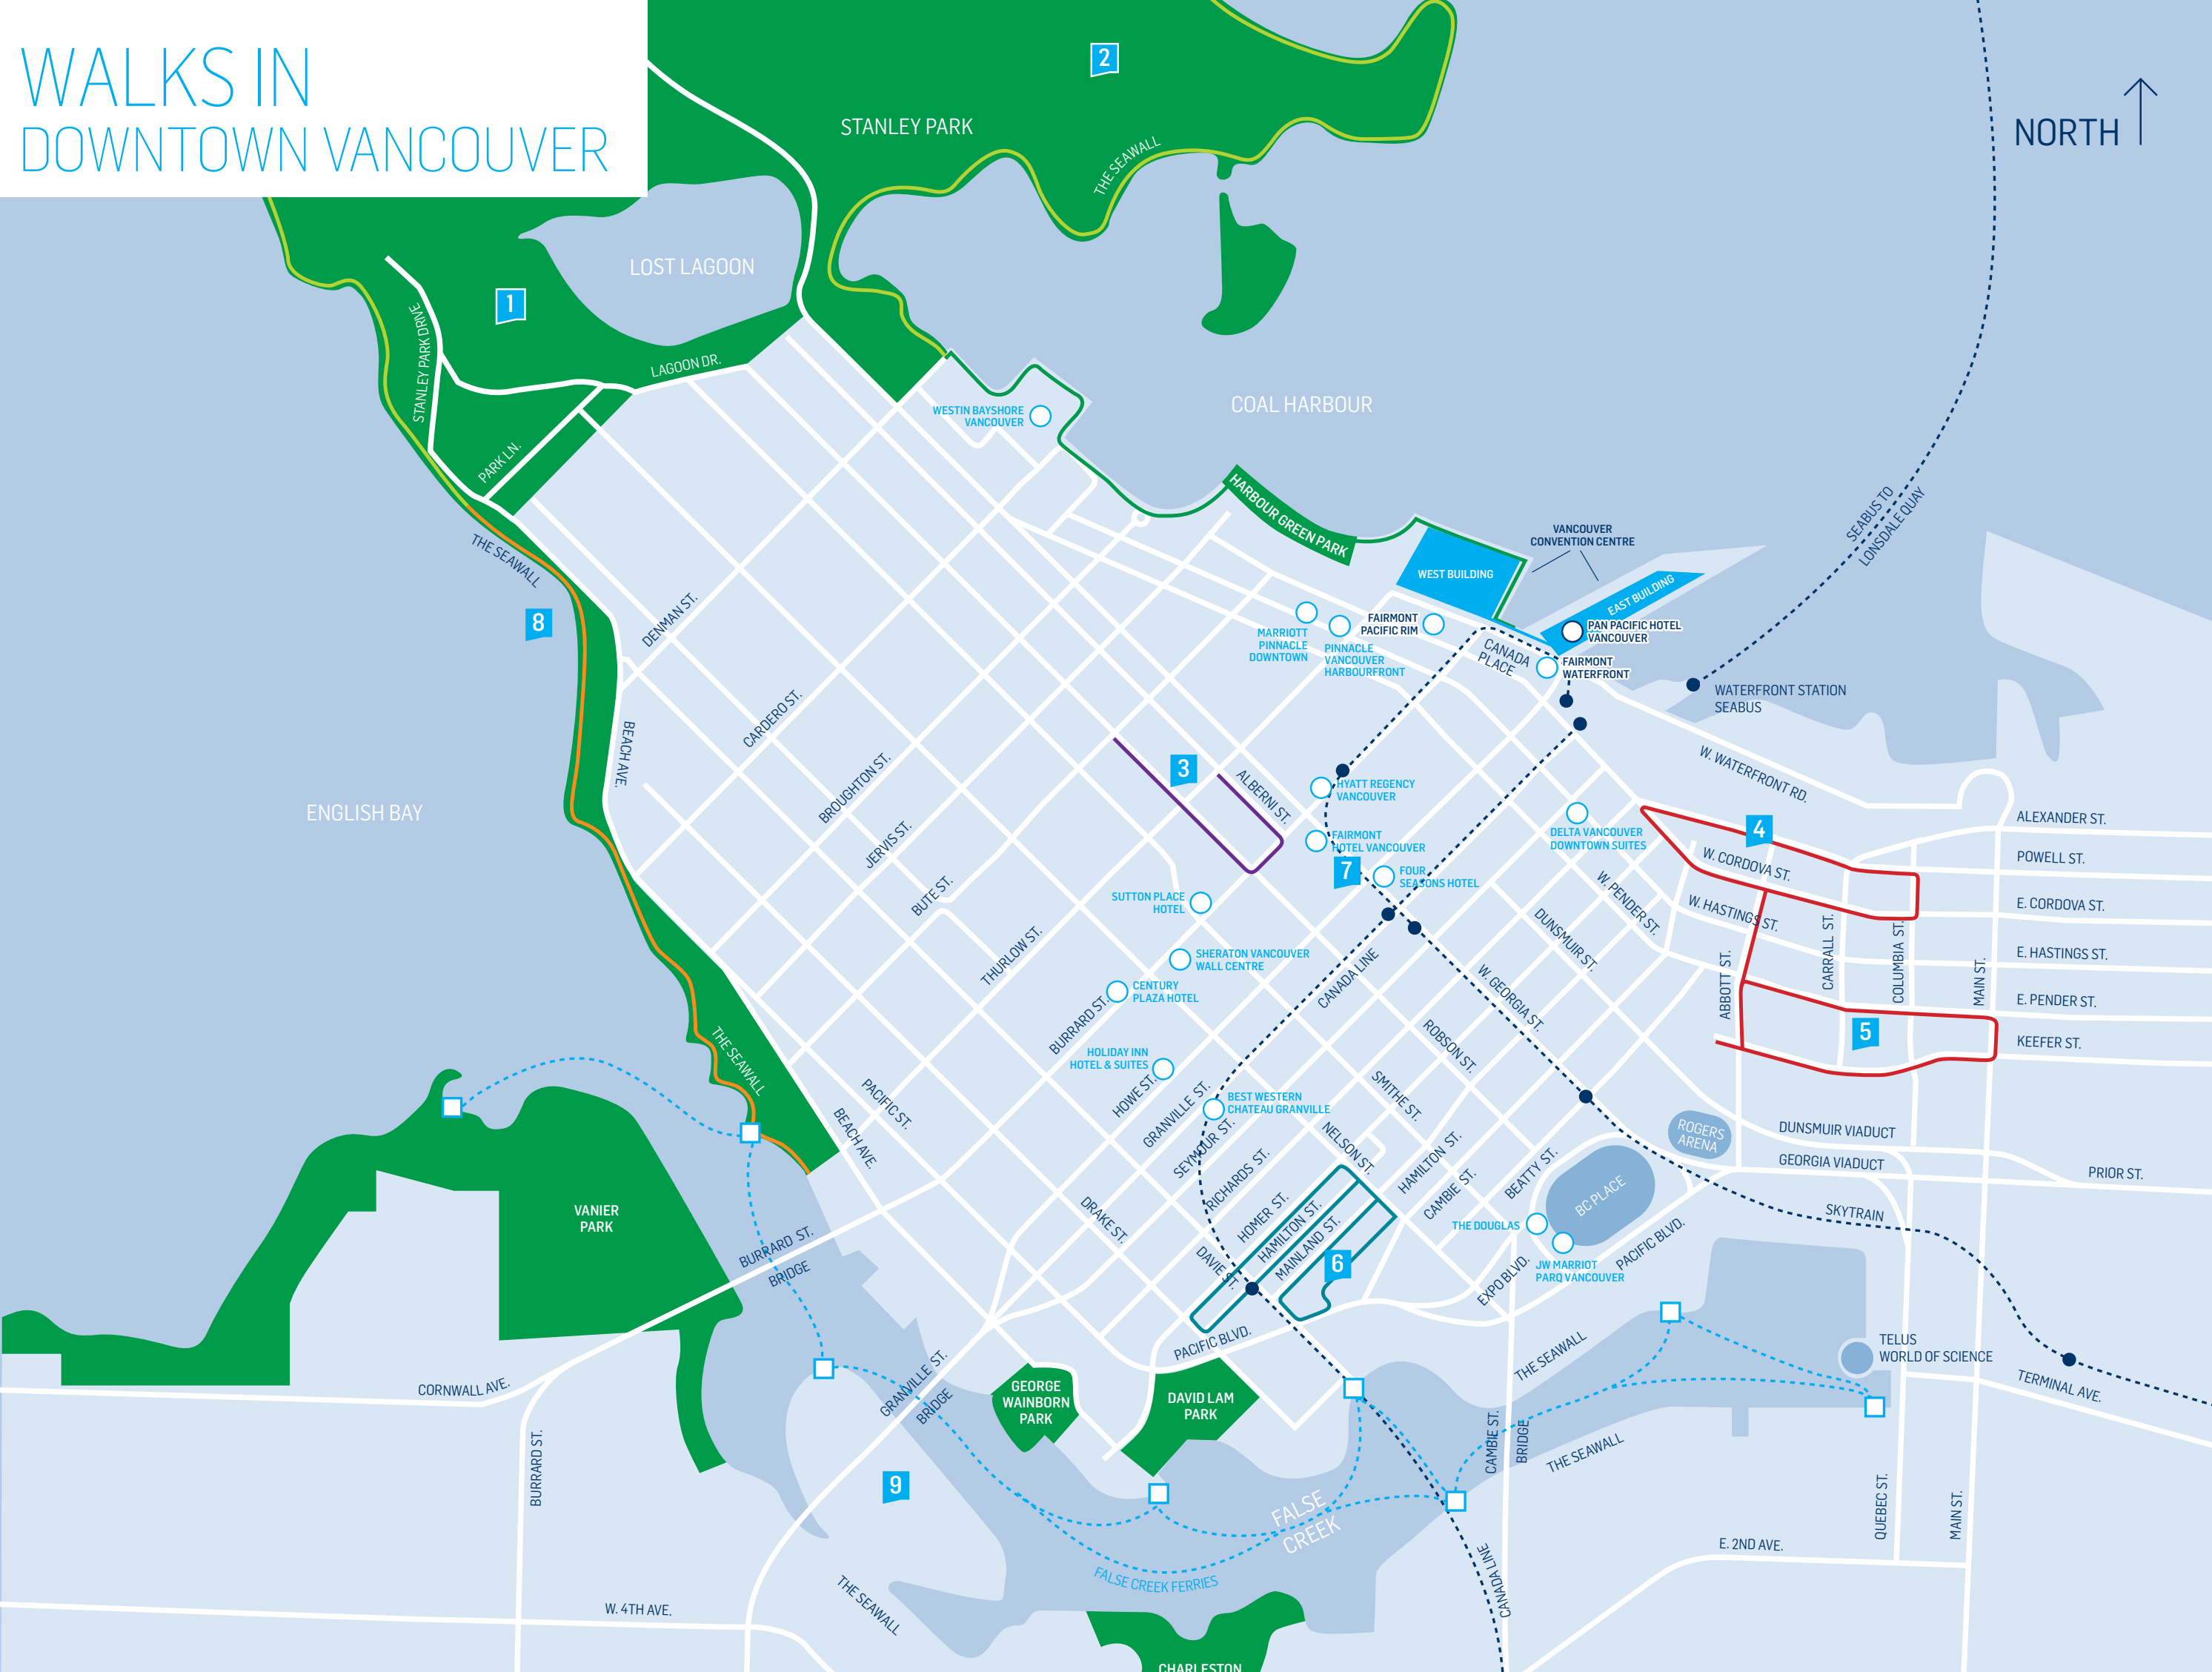 WALKS IN
DOWNTOWN VANCOUVER
2
STANLEY PARK
THE SEAWALL
NORTH
LOST LAGOON
1
STANLEY PARK DRIVE
LAGOON DR.
PARK LN.
WESTIN BAYSHORE
VANCOUVER
COAL HARBOUR
HARBOUR GREEN PARK
VANCOUVER
CONVENTION CENTRE
WEST BUILDING
EAST BUILDING
SEABUS TO
LONSDALE QUAY
THE SEAWALL
8
DENMAN ST.
MARRIOTT
PINNACLE
DOWNTOWN
PINNACLE
VANCOUVER
HARBOURFRONT
FAIRMONT
PACIFIC RIM
PAN PACIFIC HOTEL
VANCOUVER
CANADA
PLACE
FAIRMONT
WATERFRONT
WATERFRONT STATION
SEABUS
BEACH AVE.
CARDERO ST.
ENGLISH BAY
BROUGHTON ST.
3
ALBERNI ST.
HYATT REGENCY
VANCOUVER
W. WATERFRONT RD.
JERVIS ST.
FAIRMONT
HOTEL VANCOUVER
DELTA VANCOUVER
DOWNTOWN SUITES
4
ALEXANDER ST.
POWELL ST.
W. CORDOVA ST.
E. CORDOVA ST.
7
FOUR
SEASONS HOTEL
BUTE ST.
SUTTON PLACE
HOTEL
W. PENDER ST.
W. HASTINGS ST.
DUNSMUIR ST.
E. HASTINGS ST.
THURLOW ST.
SHERATON VANCOUVER
WALL CENTRE
CENTURY
PLAZA HOTEL
CANADA LINE
W. GEORGIA ST.
ABBOTT ST.
CARRALL ST.
COLUMBIA ST.
MAIN ST.
E. PENDER ST.
5
KEEFER ST.
BURRARD ST.
THE SEAWALL
HOLIDAY INN
HOTEL & SUITES
ROBSON ST.
HOWE ST.
GRANVILLE ST.
BEST WESTERN
CHATEAU GRANVILLE
SMITHE ST.
PACIFIC ST.
BEACH AVE.
SEYMOUR ST.
NELSON ST.
ROGERS
ARENA
DUNSMUIR VIADUCT
GEORGIA VIADUCT
PRIOR ST.
RICHARDS ST.
HAMILTON ST.
CAMBIE ST.
BEATTY ST.
BC PLACE
VANIER
PARK
DRAKE ST.
HOMER ST.
HAMILTON ST.
MAINLAND ST.
DAVIE ST.
6
THE DOUGLAS
JW MARRIOT
PARQ VANCOUVER
PACIFIC BLVD.
EXPO BLVD.
SKYTRAIN
BURRARD ST.
BRIDGE
PACIFIC BLVD.
THE SEAWALL
TELUS
WORLD OF SCIENCE
CORNWALL AVE.
GRANVILLE ST.
BRIDGE
GEORGE
WAINBORN
PARK
DAVID LAM
PARK
TERMINAL AVE.
BURRARD ST.
9
CAMBIE ST.
BRIDGE
THE SEAWALL
FALSE
CREEK
QUEBEC ST.
MAIN ST.
FALSE CREEK FERRIES
E. 2ND AVE.
CANADA LINE
THE SEAWALL
W. 4TH AVE.
CHARLESTON